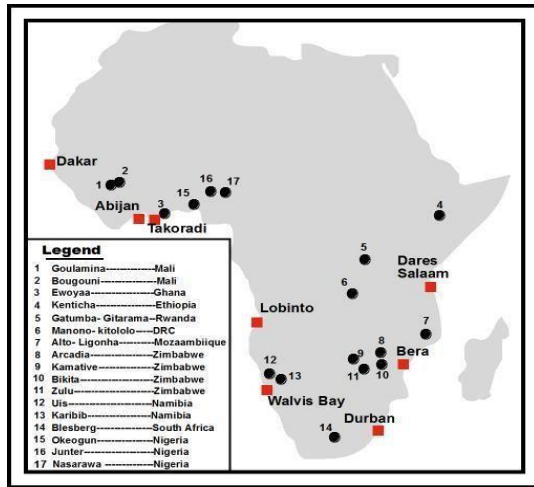 Dakar
1
2
16
17
15
3
Abijan
Takoradi
4
5
Dares
Salaam
6
Lobinto
7
8
9
Bera
10
11
12
13
Walvis Bay
Durban
14
Legend
1 Goulamina---------------Mali
2 Bougouni---------------Mali
3 Ewoyaa----------------Ghana
4 Kenticha---------------Ethiopia
5 Gatumba- Gitarama--Rwanda
6 Manono- kitololo-----DRC
7 Alto- Ligonha------Mozaambiique
8 Arcadia----------------Zimbabwe
9 Kamative-------------Zimbabwe
10 Bikita-----------------Zimbabwe
11 Zulu------------------Zimbabwe
12 Uis--------------------Namibia
13 Karibib--------------Namibia
14 Blesberg-----------South Africa
15 Okeogun-------------Nigeria
16 Junter----------------Nigeria
17 Nasarawa ------------Nigeria